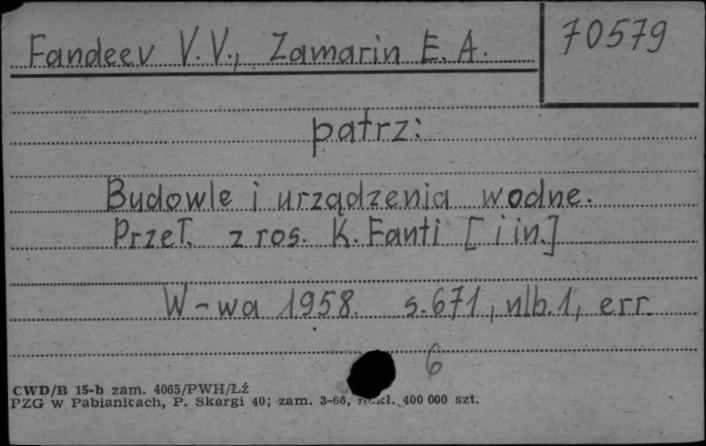 Fandeev V.V., Zamarin E.A.
70579
patrz:
Budowle i urządzenia wodne.
Przeł. z ros. K. Fanti [i in.]
W-wa 1958. s. 671, nlb. 1, err.
6
CWD/B 15-b zam. 4065/PWH/Łź
PZG w Pabianicach, P. Skargi 40; zam. 3-66, nakł. 400 000 szt.